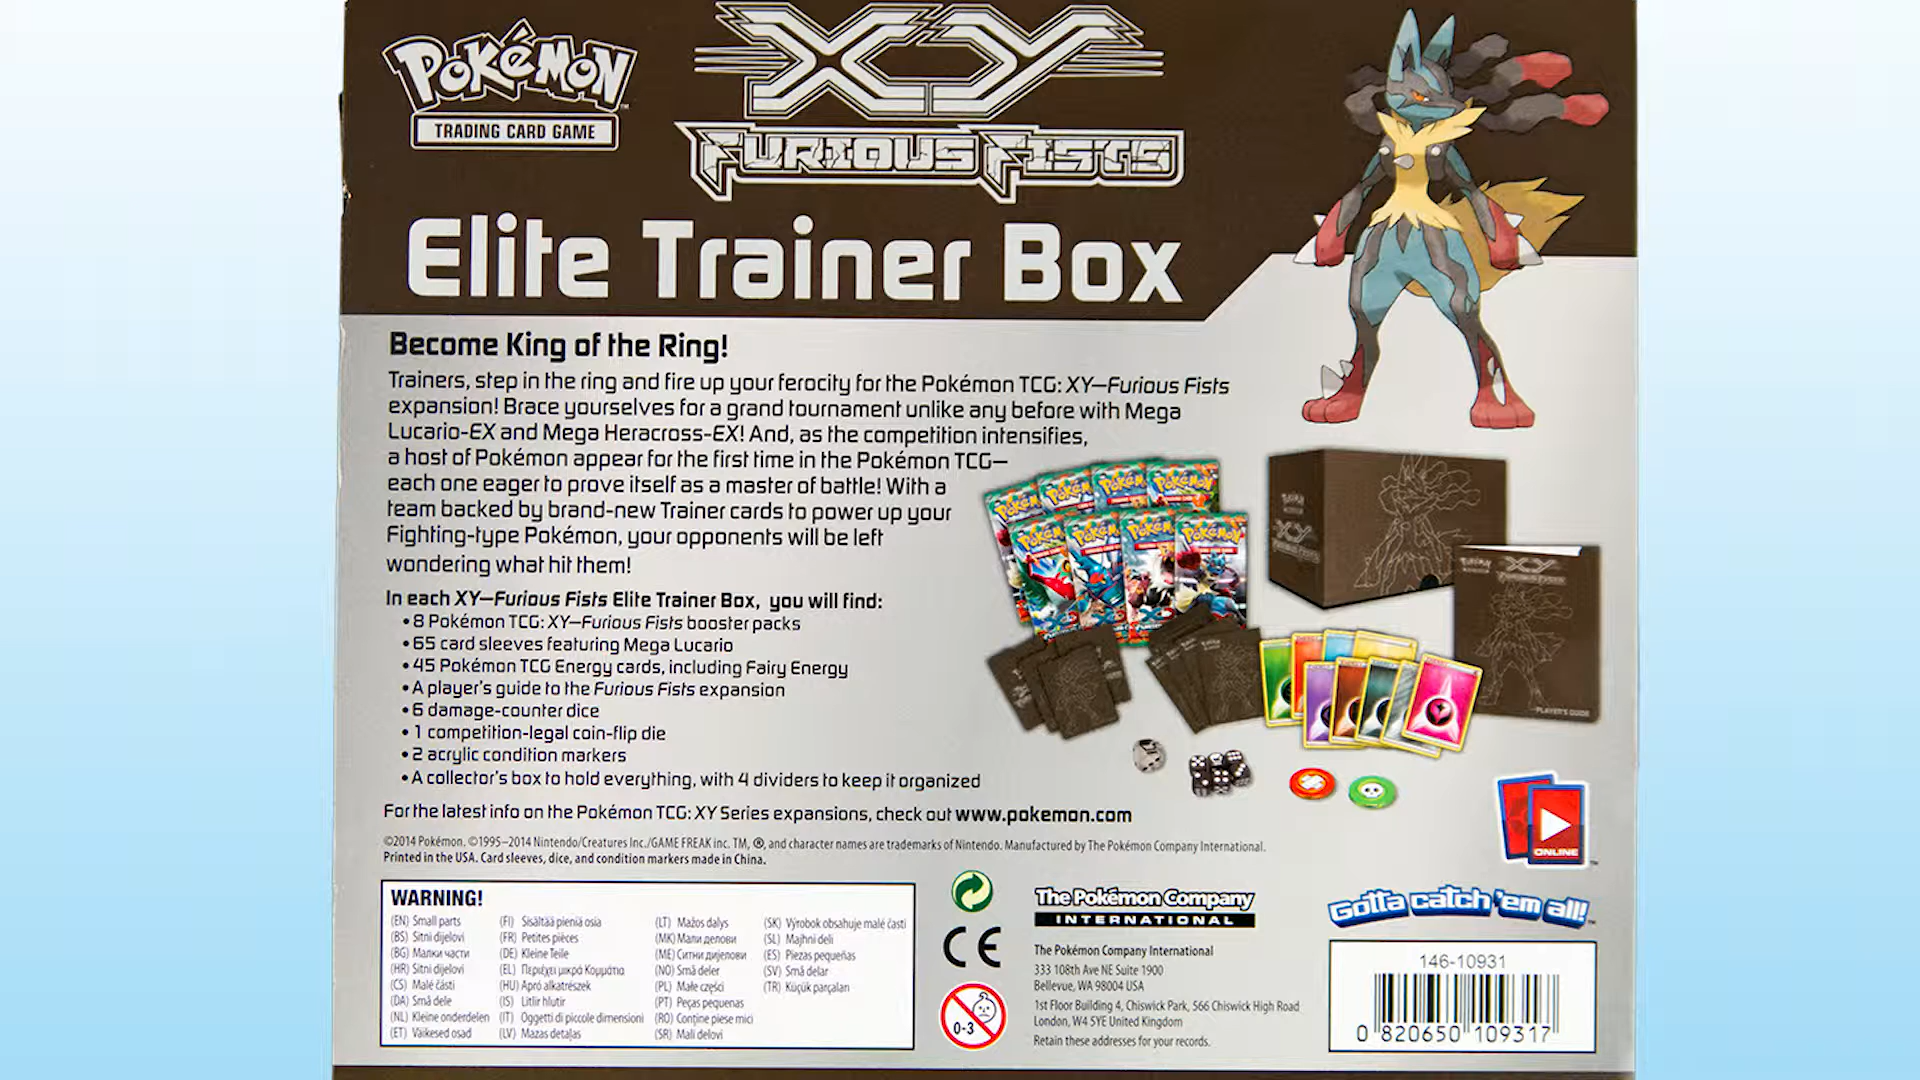 POKéMON
TRADING CARD GAME
XY
FURIOUS FISTS
Elite Trainer Box
Become King of the Ring!
Trainers, step in the ring and fire up your ferocity for the Pokémon TCG: XY—Furious Fists
expansion! Brace yourselves for a grand tournament unlike any before with Mega
Lucario-EX and Mega Heracross-EX! And, as the competition intensifies,
a host of Pokémon appear for the first time in the Pokémon TCG—
each one eager to prove itself as a master of battle! With a
team backed by brand-new Trainer cards to power up your
Fighting-type Pokémon, your opponents will be left
wondering what hit them!
In each XY—Furious Fists Elite Trainer Box, you will find:
• 8 Pokémon TCG: XY—Furious Fists booster packs
• 65 card sleeves featuring Mega Lucario
• 45 Pokémon TCG Energy cards, including Fairy Energy
• A player's guide to the Furious Fists expansion
• 6 damage-counter dice
• 1 competition-legal coin-flip die
• 2 acrylic condition markers
• A collector's box to hold everything, with 4 dividers to keep it organized
For the latest info on the Pokémon TCG: XY Series expansions, check out www.pokemon.com
©2014 Pokémon. ©1995–2014 Nintendo/Creatures Inc./GAME FREAK inc. TM, ®, and character names are trademarks of Nintendo. Manufactured by The Pokémon Company International.
Printed in the USA. Card sleeves, dice, and condition markers made in China.
PLAYER'S GUIDE
ONLINE
WARNING!
(EN) Small parts
(BS) Sitni dijelovi
(BG) Малки части
(HR) Sitni dijelovi
(CS) Malé části
(DA) Små dele
(NL) Kleine onderdelen
(ET) Väikesed osad
(FI) Sisältää pieniä osia
(FR) Petites pièces
(DE) Kleine Teile
(EL) Περιέχει μικρά Κομμάτια
(HU) Apró alkatrészek
(IS) Litlir hlutir
(IT) Oggetti di piccole dimensioni
(LV) Mazas detaļas
(LT) Mažos dalys
(MK) Мали делови
(ME) Ситни дијелови
(NO) Små deler
(PL) Małe części
(PT) Peças pequenas
(RO) Conține piese mici
(SR) Mali delovi
(SK) Výrobok obsahuje malé časti
(SL) Majhni deli
(ES) Piezas pequeñas
(SV) Små delar
(TR) Küçük parçaları
CE
0-3
The Pokémon Company
INTERNATIONAL
The Pokémon Company International
333 108th Ave NE Suite 1900
Bellevue, WA 98004 USA
1st Floor Building 4, Chiswick Park, 566 Chiswick High Road
London, W4 5YE United Kingdom
Retain these addresses for your records.
Gotta catch 'em all!
146-10931
0 820650 109317